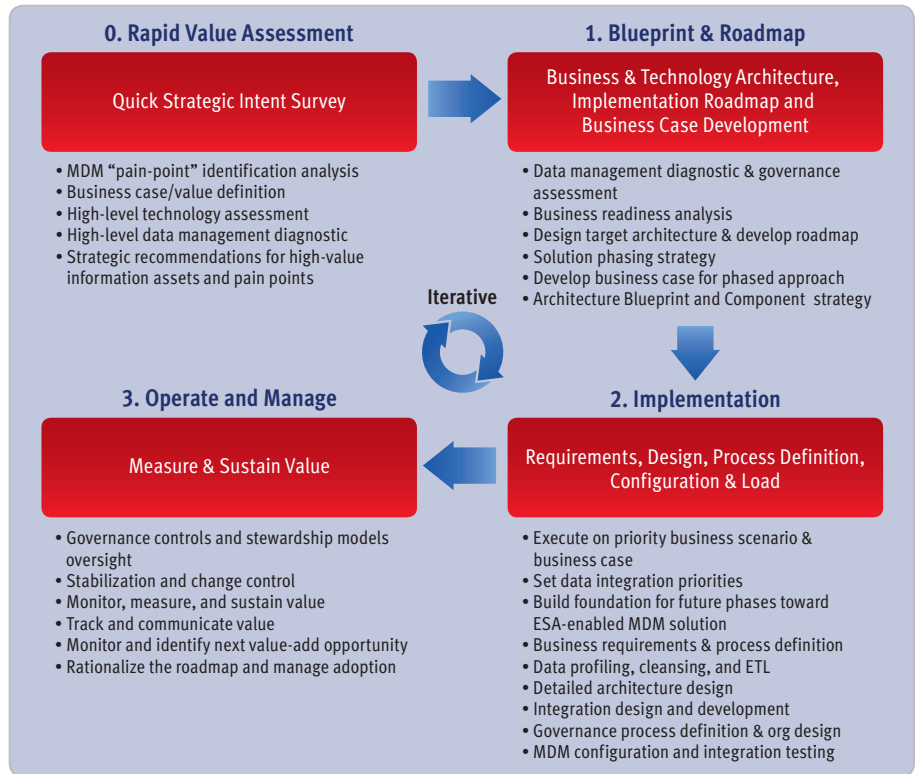 0. Rapid Value Assessment
Quick Strategic Intent Survey
• MDM “pain-point” identification analysis
• Business case/value definition
• High-level technology assessment
• High-level data management diagnostic
• Strategic recommendations for high-value
information assets and pain points
1. Blueprint & Roadmap
Business & Technology Architecture,
Implementation Roadmap and
Business Case Development
• Data management diagnostic & governance
assessment
• Business readiness analysis
• Design target architecture & develop roadmap
• Solution phasing strategy
• Develop business case for phased approach
• Architecture Blueprint and Component strategy
Iterative
2. Implementation
Requirements, Design, Process Definition,
Configuration & Load
• Execute on priority business scenario &
business case
• Set data integration priorities
• Build foundation for future phases toward
ESA-enabled MDM solution
• Business requirements & process definition
• Data profiling, cleansing, and ETL
• Detailed architecture design
• Integration design and development
• Governance process definition & org design
• MDM configuration and integration testing
3. Operate and Manage
Measure & Sustain Value
• Governance controls and stewardship models
oversight
• Stabilization and change control
• Monitor, measure, and sustain value
• Track and communicate value
• Monitor and identify next value-add opportunity
• Rationalize the roadmap and manage adoption